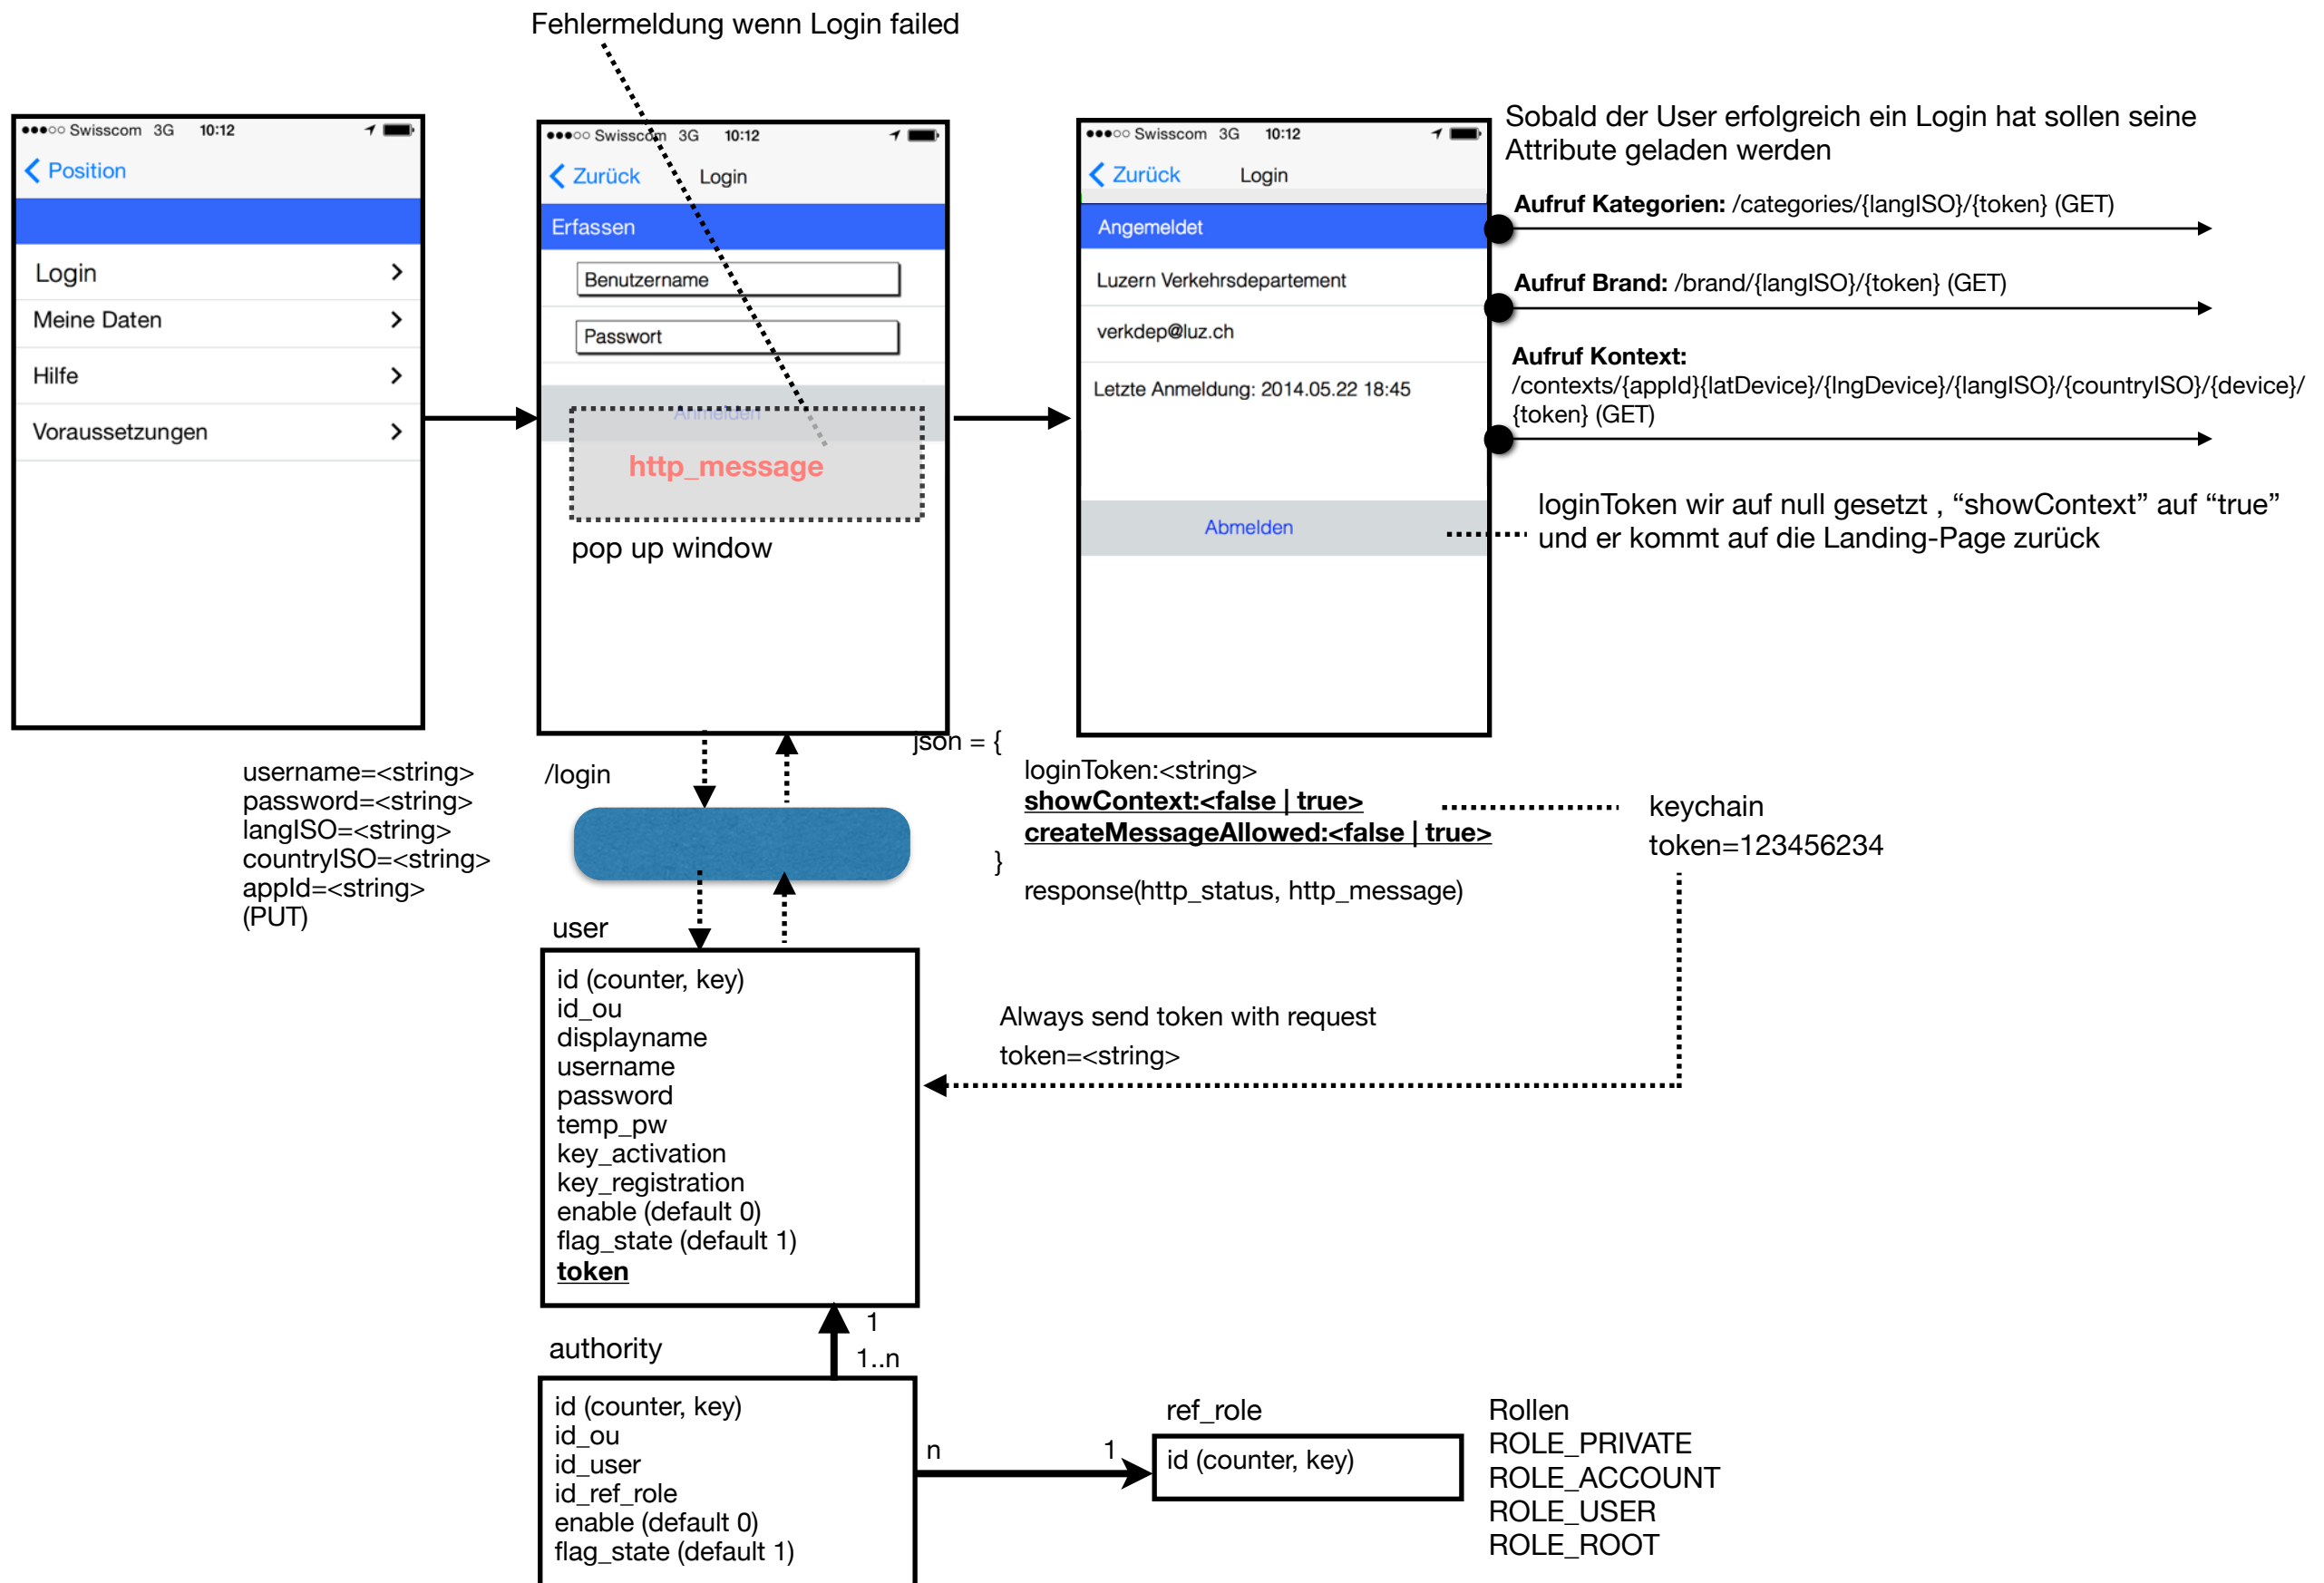 Fehlermeldung wenn Login failed
Swisscom 3G 10:12
Position
Login
Meine Daten
Hilfe
Voraussetzungen
Swisscom 3G 10:12
Zurück Login
Erfassen
Benutzername
Passwort
Anmelden
http_message
pop up window
Swisscom 3G 10:12
Zurück Login
Angemeldet
Luzern Verkehrsdepartement
verkdep@luz.ch
Letzte Anmeldung: 2014.05.22 18:45
Abmelden
Sobald der User erfolgreich ein Login hat sollen seine
Attribute geladen werden
Aufruf Kategorien: /categories/{langISO}/{token} (GET)
Aufruf Brand: /brand/{langISO}/{token} (GET)
Aufruf Kontext:
/contexts/{appId}{latDevice}/{lngDevice}/{langISO}/{countryISO}/{device}/
{token} (GET)
loginToken wir auf null gesetzt , “showContext” auf “true”
und er kommt auf die Landing-Page zurück
username=<string>
password=<string>
langISO=<string>
countryISO=<string>
appId=<string>
(PUT)
/login
json = {
loginToken:<string>
showContext:<false | true>
createMessageAllowed:<false | true>
}
response(http_status, http_message)
keychain
token=123456234
user
id (counter, key)
id_ou
displayname
username
password
temp_pw
key_activation
key_registration
enable (default 0)
flag_state (default 1)
token
Always send token with request
token=<string>
1
1..n
authority
id (counter, key)
id_ou
id_user
id_ref_role
enable (default 0)
flag_state (default 1)
n 1
ref_role
id (counter, key)
Rollen
ROLE_PRIVATE
ROLE_ACCOUNT
ROLE_USER
ROLE_ROOT